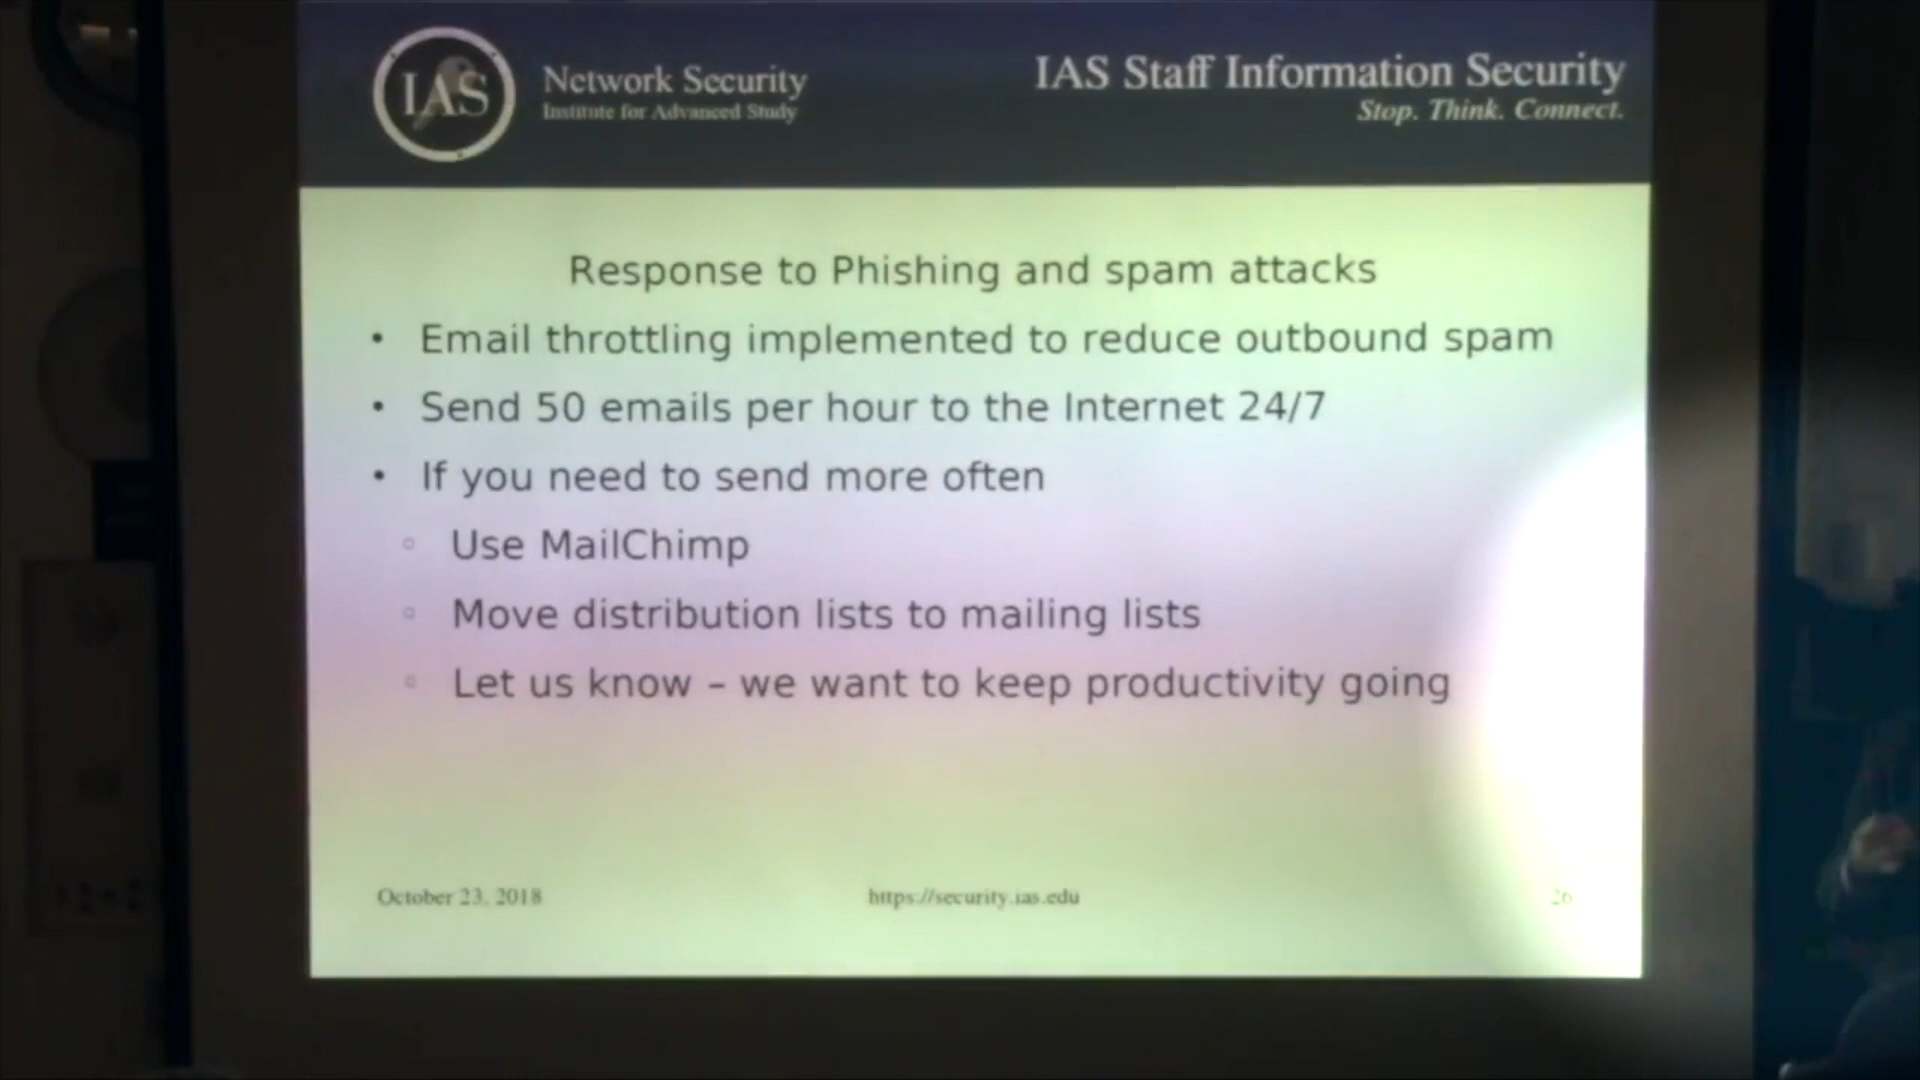 IAS
Network Security
Institute for Advanced Study
IAS Staff Information Security
Stop. Think. Connect.
Response to Phishing and spam attacks
• Email throttling implemented to reduce outbound spam
• Send 50 emails per hour to the Internet 24/7
• If you need to send more often
◦ Use MailChimp
◦ Move distribution lists to mailing lists
◦ Let us know – we want to keep productivity going
October 23, 2018
https://security.ias.edu
26